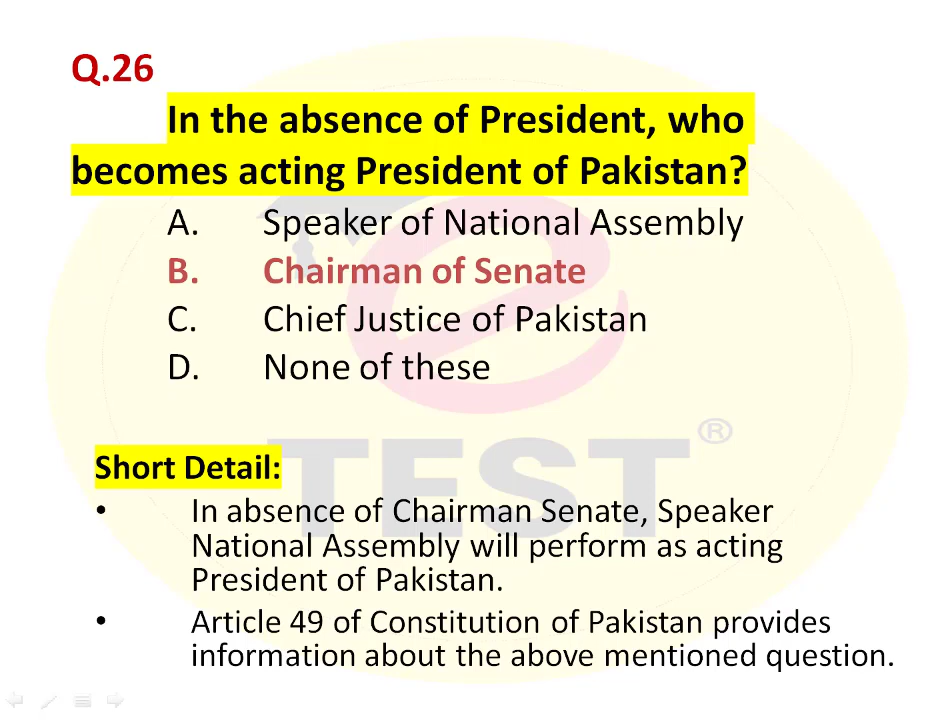 Q.26
In the absence of President, who
becomes acting President of Pakistan?
A. Speaker of National Assembly
B. Chairman of Senate
C. Chief Justice of Pakistan
D. None of these
Short Detail:
• In absence of Chairman Senate, Speaker
National Assembly will perform as acting
President of Pakistan.
• Article 49 of Constitution of Pakistan provides
information about the above mentioned question.
e
TEST®